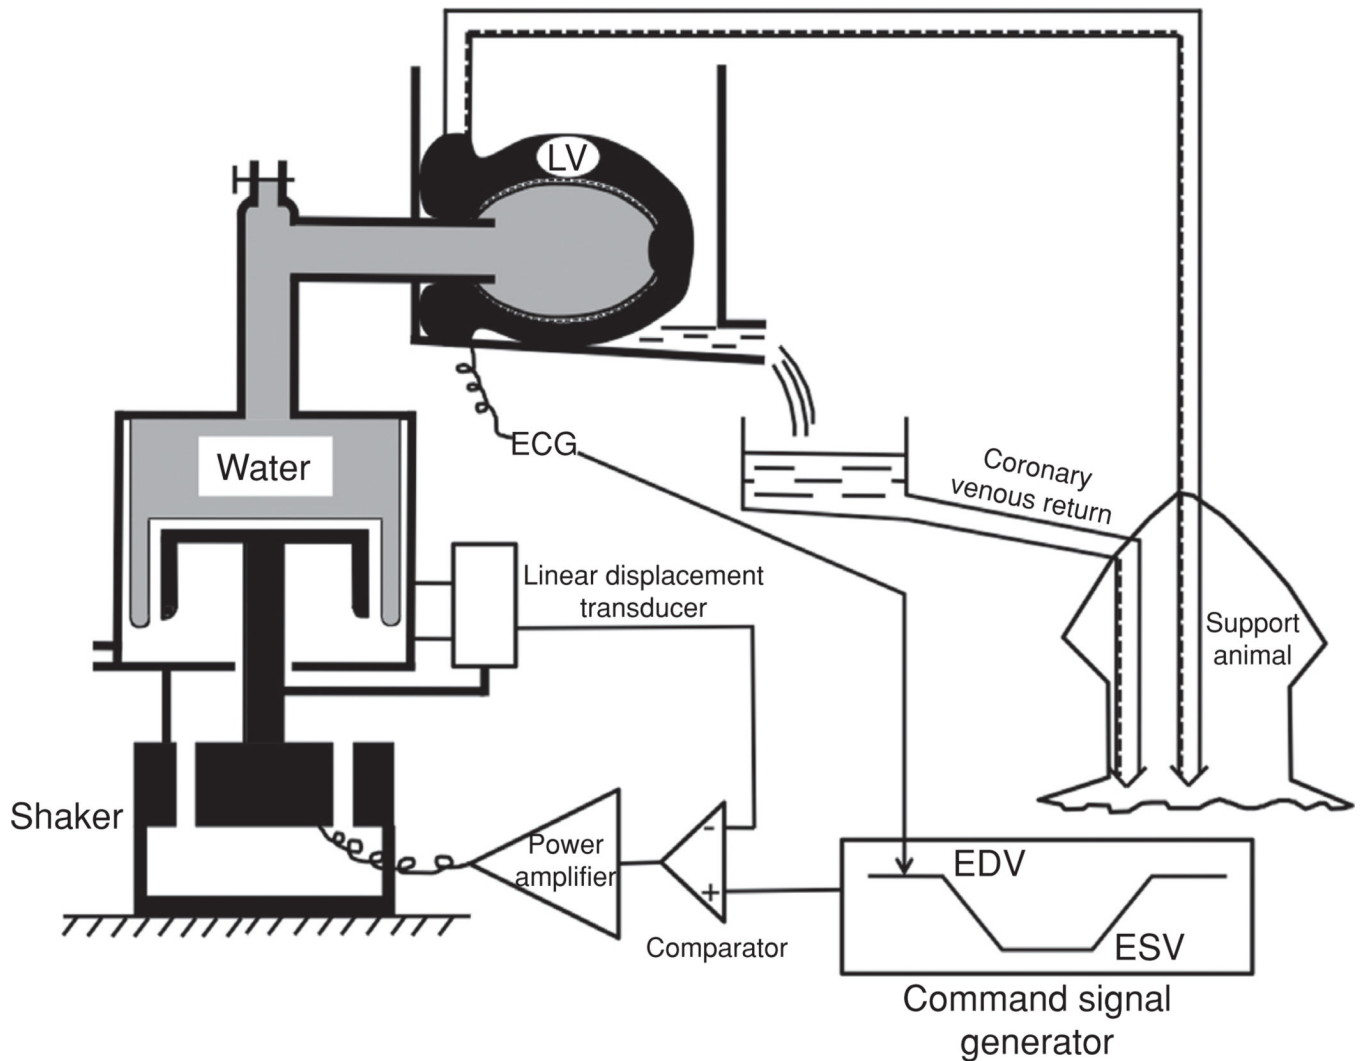 LV
ECG
Water
Coronary
venous return
Linear displacement
transducer
Support
animal
Shaker
Power
amplifier
-
+
Comparator
EDV
ESV
Command signal
generator